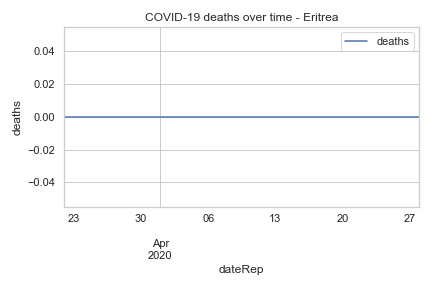 COVID-19 deaths over time - Eritrea
deaths
deaths
0.04
0.02
0.00
−0.02
−0.04
23 30 06 13 20 27
Apr
2020
dateRep